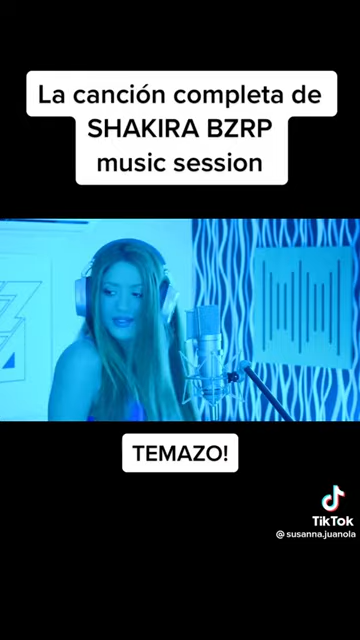 La canción completa de
SHAKIRA BZRP
music session
TEMAZO!
TikTok
@susanna.juanola